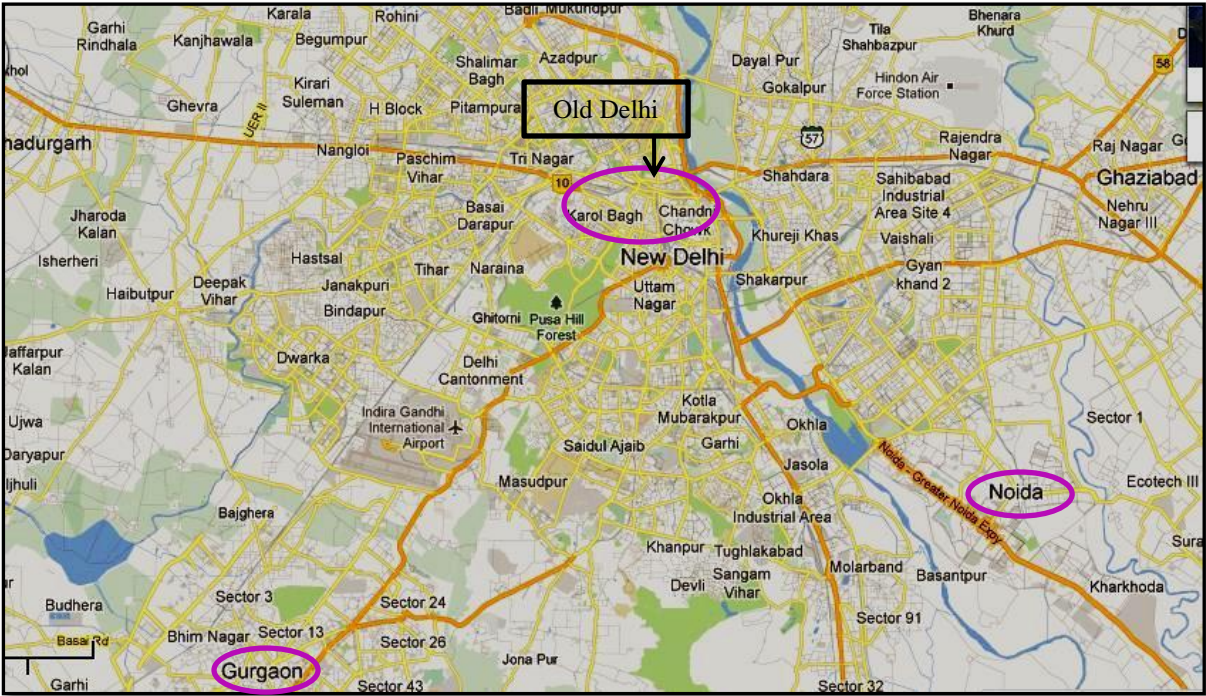 Karala
Rohini
Badli Mukundpur
Bhenara
Khurd
Garhi
Rindhala
Kanjhawala
Begumpur
Tila
Shahbazpur
Shalimar
Bagh
Azadpur
Dayal Pur
58
Kirari
Suleman
Hindon Air
Force Station
Gokalpur
Ghevra
UER II
H Block
Pitampura
Old Delhi
57
nadurgarh
Nangloi
Paschim
Vihar
Tri Nagar
Rajendra
Nagar
Raj Nagar
10
Shahdara
Sahibabad
Industrial
Area Site 4
Ghaziabad
Jharoda
Kalan
Basai
Darapur
Karol Bagh
Chandn
Chowk
Nehru
Nagar III
Khureji Khas
Vaishali
Isherheri
Hastsal
Tihar
Naraina
New Delhi
Gyan
khand 2
Haibutpur
Deepak
Vihar
Janakpuri
Uttam
Nagar
Shakarpur
Bindapur
Ghitorni
Pusa Hill
Forest
Jaffarpur
Kalan
Dwarka
Delhi
Cantonment
Kotla
Mubarakpur
Ujwa
Indira Gandhi
International
Airport
Okhla
Sector 1
Saidul Ajaib
Garhi
Daryapur
Jasola
Noida - Greater Noida Expy
ljhuli
Masudpur
Noida
Ecotech III
Okhla
Industrial Area
Bajghera
Sura
Khanpur
Tughlakabad
Molarband
Basantpur
Devli
Sangam
Vihar
Kharkhoda
Budhera
Sector 3
Sector 24
Sector 91
Basai Rd
Bhim Nagar
Sector 13
Sector 26
Gurgaon
Jona Pur
Garhi
Sector 43
Sector 32